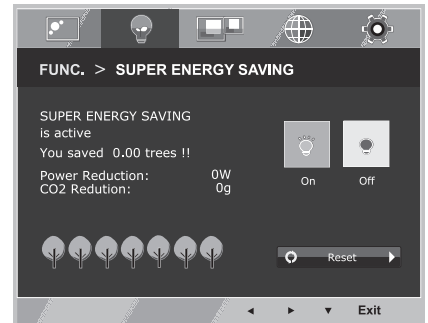 FUNC. > SUPER ENERGY SAVING
SUPER ENERGY SAVING
is active
You saved 0.00 trees !!
Power Reduction: 0W
CO2 Redution: 0g
On Off
Reset
Exit